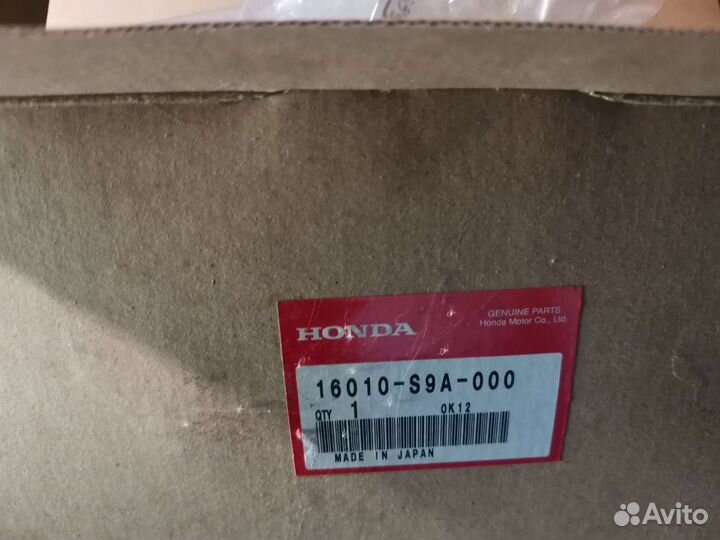 HONDA
GENUINE PARTS
Honda Motor Co., Ltd.
16010-S9A-000
QTY 1 0K12
MADE IN JAPAN
Avito